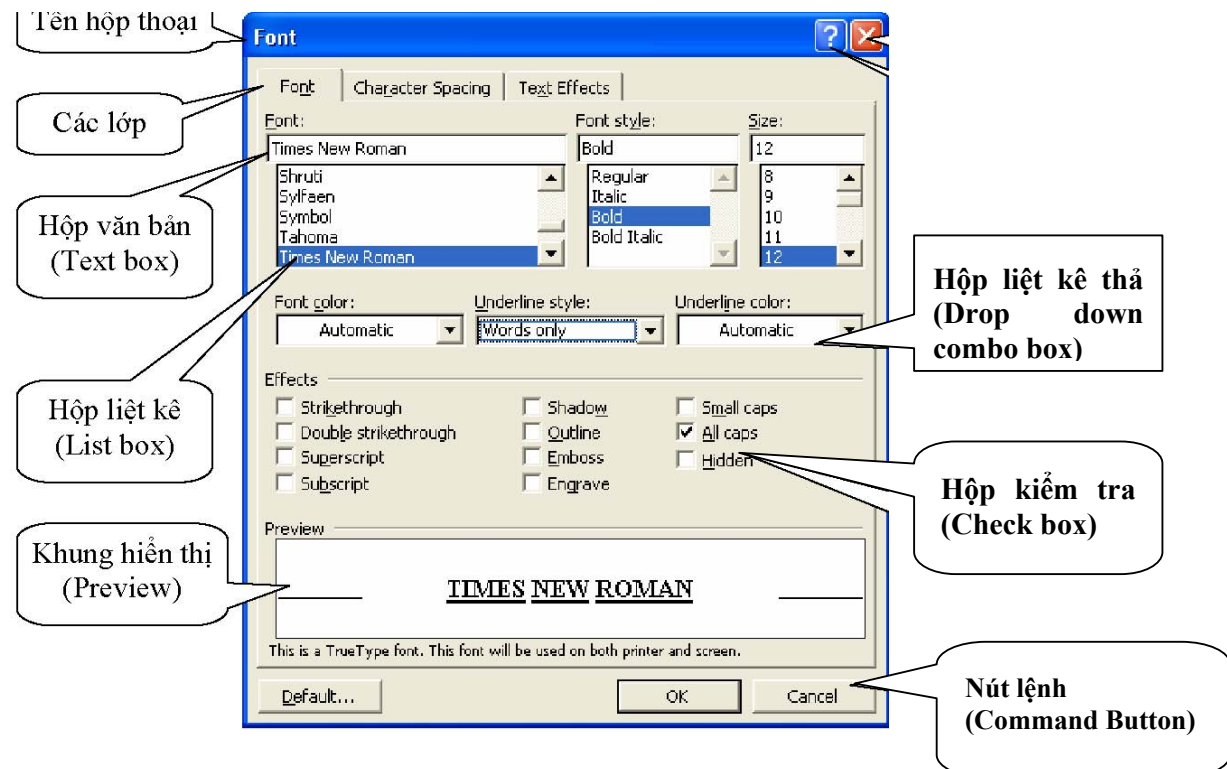 Tên hộp thoại
Font
Font Character Spacing Text Effects
Các lớp
Font: Font style: Size:
Times New Roman Bold 12
Shruti Regular 8
Sylfaen Italic 9
Symbol Bold 10
Tahoma Bold Italic 11
Times New Roman 12
Hộp văn bản
(Text box)
Hộp liệt kê thả
(Drop down
combo box)
Font color: Underline style: Underline color:
Automatic Words only Automatic
Effects
Strikethrough Shadow Small caps
Double strikethrough Outline All caps
Superscript Emboss Hidden
Subscript Engrave
Hộp liệt kê
(List box)
Hộp kiểm tra
(Check box)
Preview
Khung hiển thị
(Preview)
TIMES NEW ROMAN
This is a TrueType font. This font will be used on both printer and screen.
Default... OK Cancel
Nút lệnh
(Command Button)